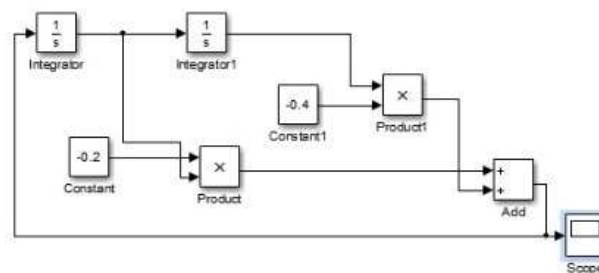 1
s
Integrator
1
s
Integrator1
-0.4
Constant1
×
Product1
-0.2
Constant
×
Product
+
+
Add
Scope